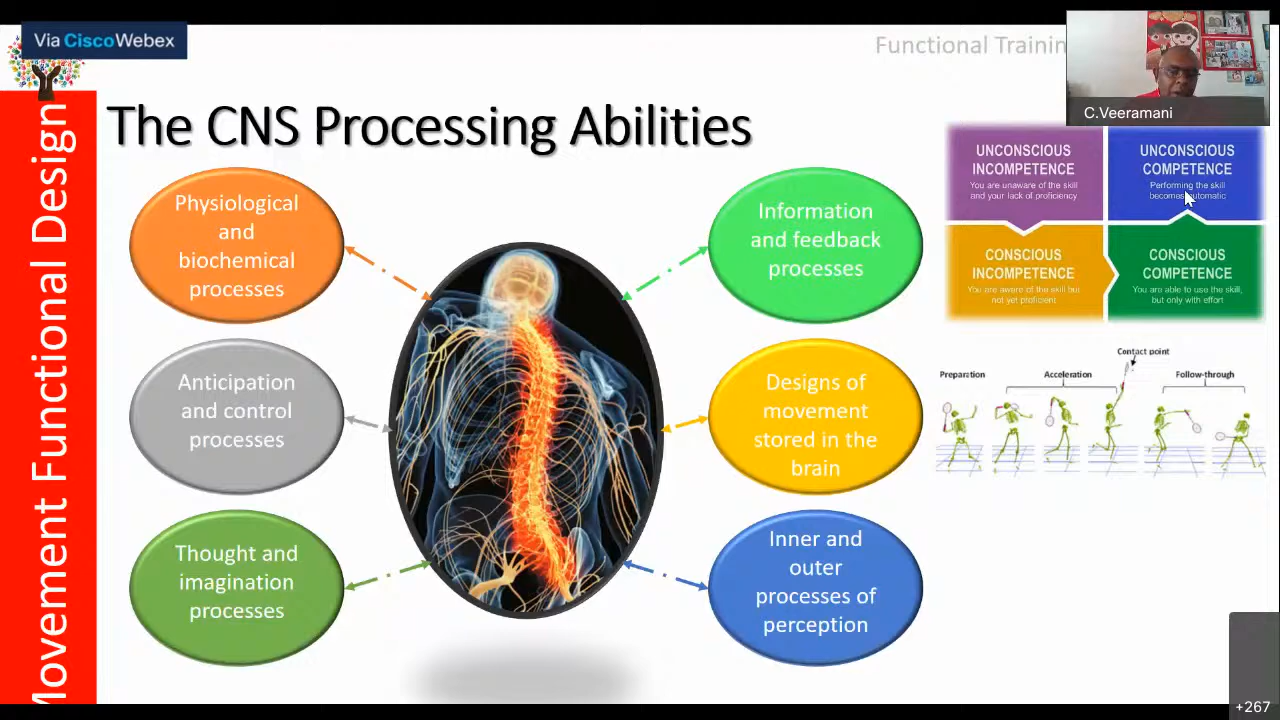 Via CiscoWebex
Functional Trainin
C.Veeramani
Movement Functional Design
The CNS Processing Abilities
Physiological
and
biochemical
processes
Anticipation
and control
processes
Thought and
imagination
processes
Information
and feedback
processes
Designs of
movement
stored in the
brain
Inner and
outer
processes of
perception
UNCONSCIOUS
INCOMPETENCE
You are unaware of the skill
and your lack of proficiency
UNCONSCIOUS
COMPETENCE
Performing the skill
becomes automatic
CONSCIOUS
INCOMPETENCE
You are aware of the skill but
not yet proficient
CONSCIOUS
COMPETENCE
You are able to use the skill,
but only with effort
Contact point
Preparation
Acceleration
Follow-through
+267